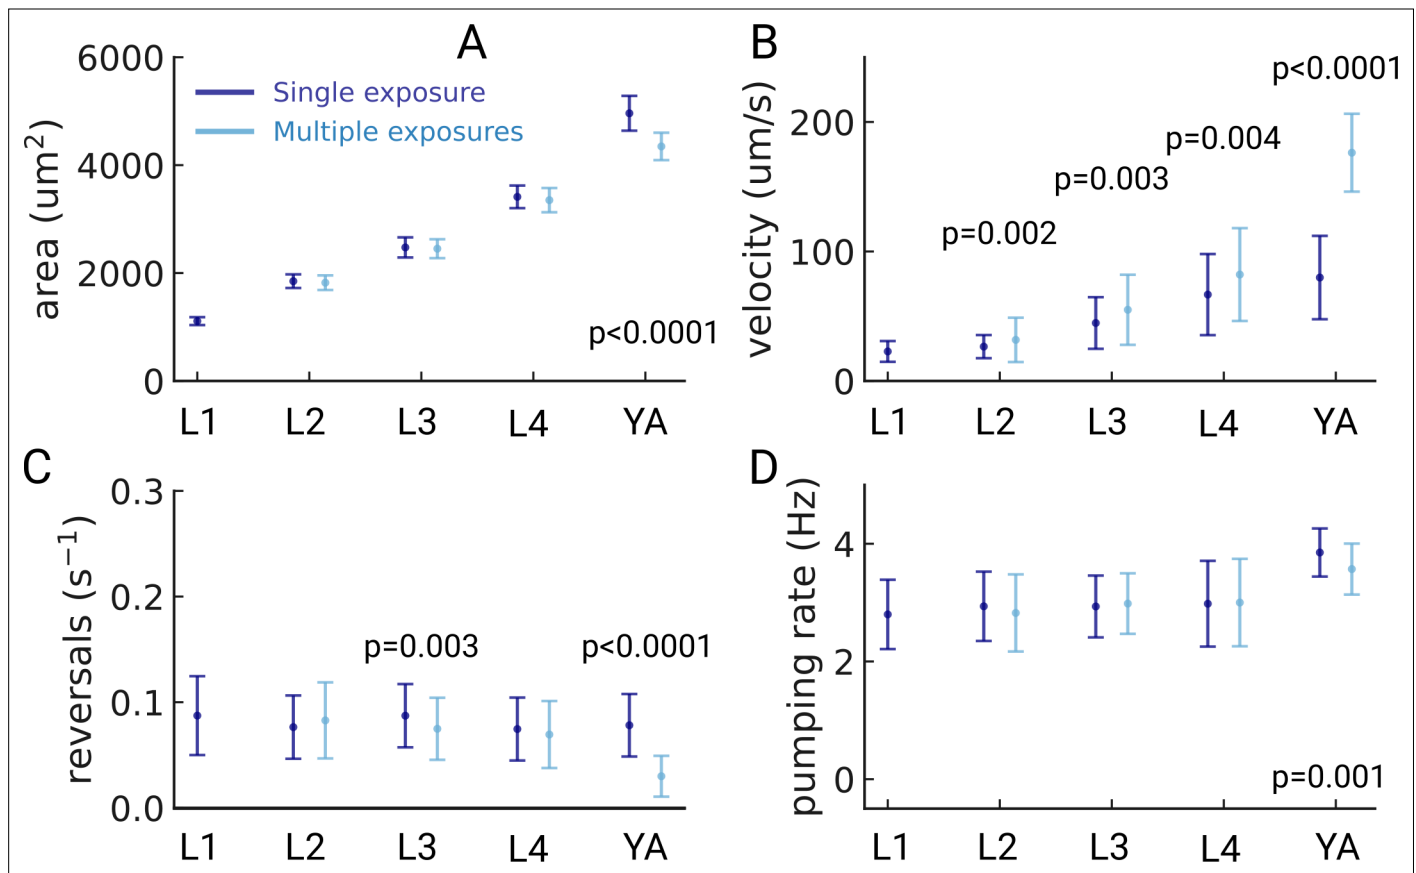 A
6000
4000
2000
0
area (um²)
Single exposure
Multiple exposures
p<0.0001
L1 L2 L3 L4 YA
B
200
100
0
velocity (um/s)
p=0.002
p=0.003
p=0.004
p<0.0001
L1 L2 L3 L4 YA
C
0.3
0.2
0.1
0.0
reversals (s⁻¹)
p=0.003
p<0.0001
L1 L2 L3 L4 YA
D
4
2
0
pumping rate (Hz)
p=0.001
L1 L2 L3 L4 YA